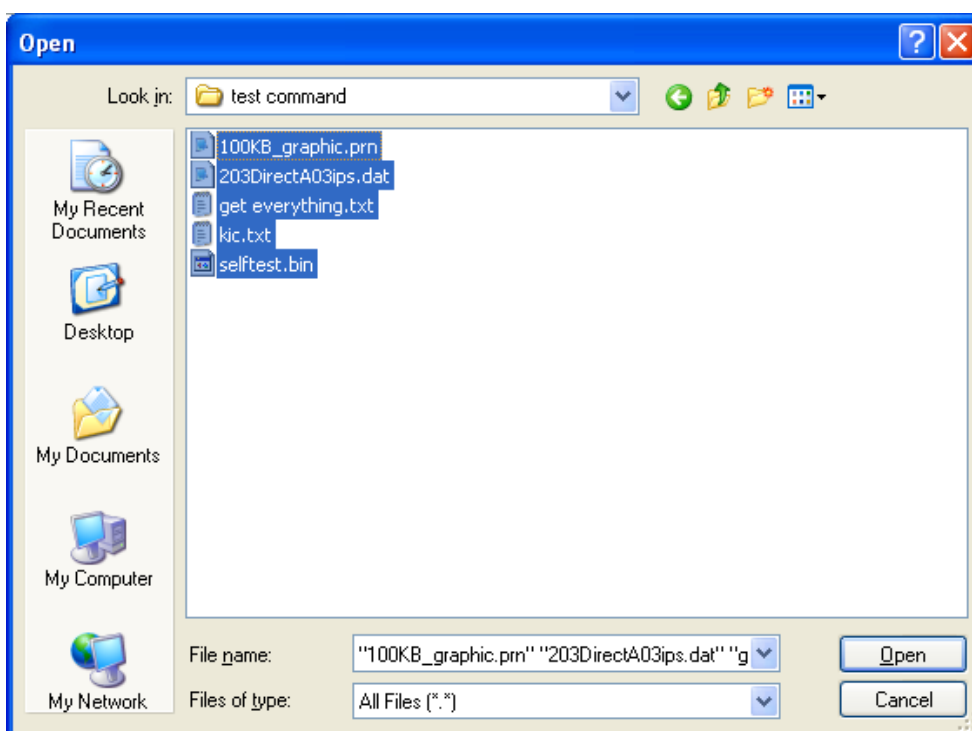 Open
Look in:
test command
100KB_graphic.prn
203DirectA03ips.dat
get everything.txt
kic.txt
selftest.bin
My Recent
Documents
Desktop
My Documents
My Computer
My Network
File name:
"100KB_graphic.prn" "203DirectA03ips.dat" "g
Open
Files of type:
All Files (*.*)
Cancel